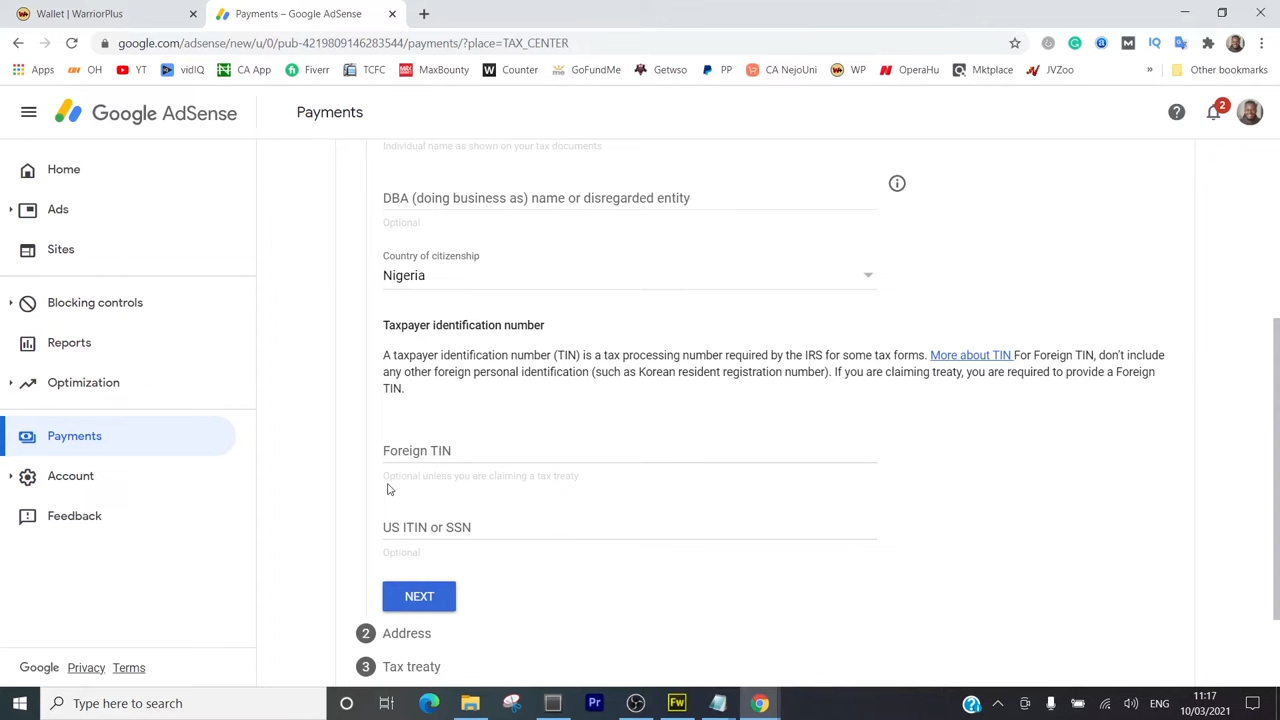 Wallet | WarriorPlus
Payments – Google AdSense
google.com/adsense/new/u/0/pub-4219809146283544/payments/?place=TAX_CENTER
Apps OH YT vidIQ CA App Fiverr TCFC MaxBounty Counter GoFundMe Getwso PP CA NejoUni WP OperaHu Mktplace JVZoo » Other bookmarks
Google AdSense
Payments
2
Home
Ads
Sites
Blocking controls
Reports
Optimization
Payments
Account
Feedback
Google Privacy Terms
Individual name as shown on your tax documents
DBA (doing business as) name or disregarded entity
Optional
Country of citizenship
Nigeria
Taxpayer identification number
A taxpayer identification number (TIN) is a tax processing number required by the IRS for some tax forms. More about TIN For Foreign TIN, don't include
any other foreign personal identification (such as Korean resident registration number). If you are claiming treaty, you are required to provide a Foreign
TIN.
Foreign TIN
Optional unless you are claiming a tax treaty
US ITIN or SSN
Optional
NEXT
2 Address
3 Tax treaty
Type here to search
ENG
11:17
10/03/2021